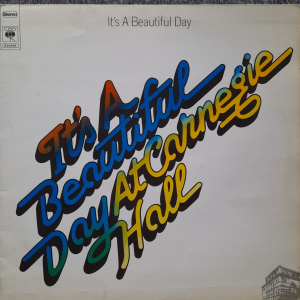 It's A Beautiful Day
It's A
Beautiful
Day At Carnegie
Hall